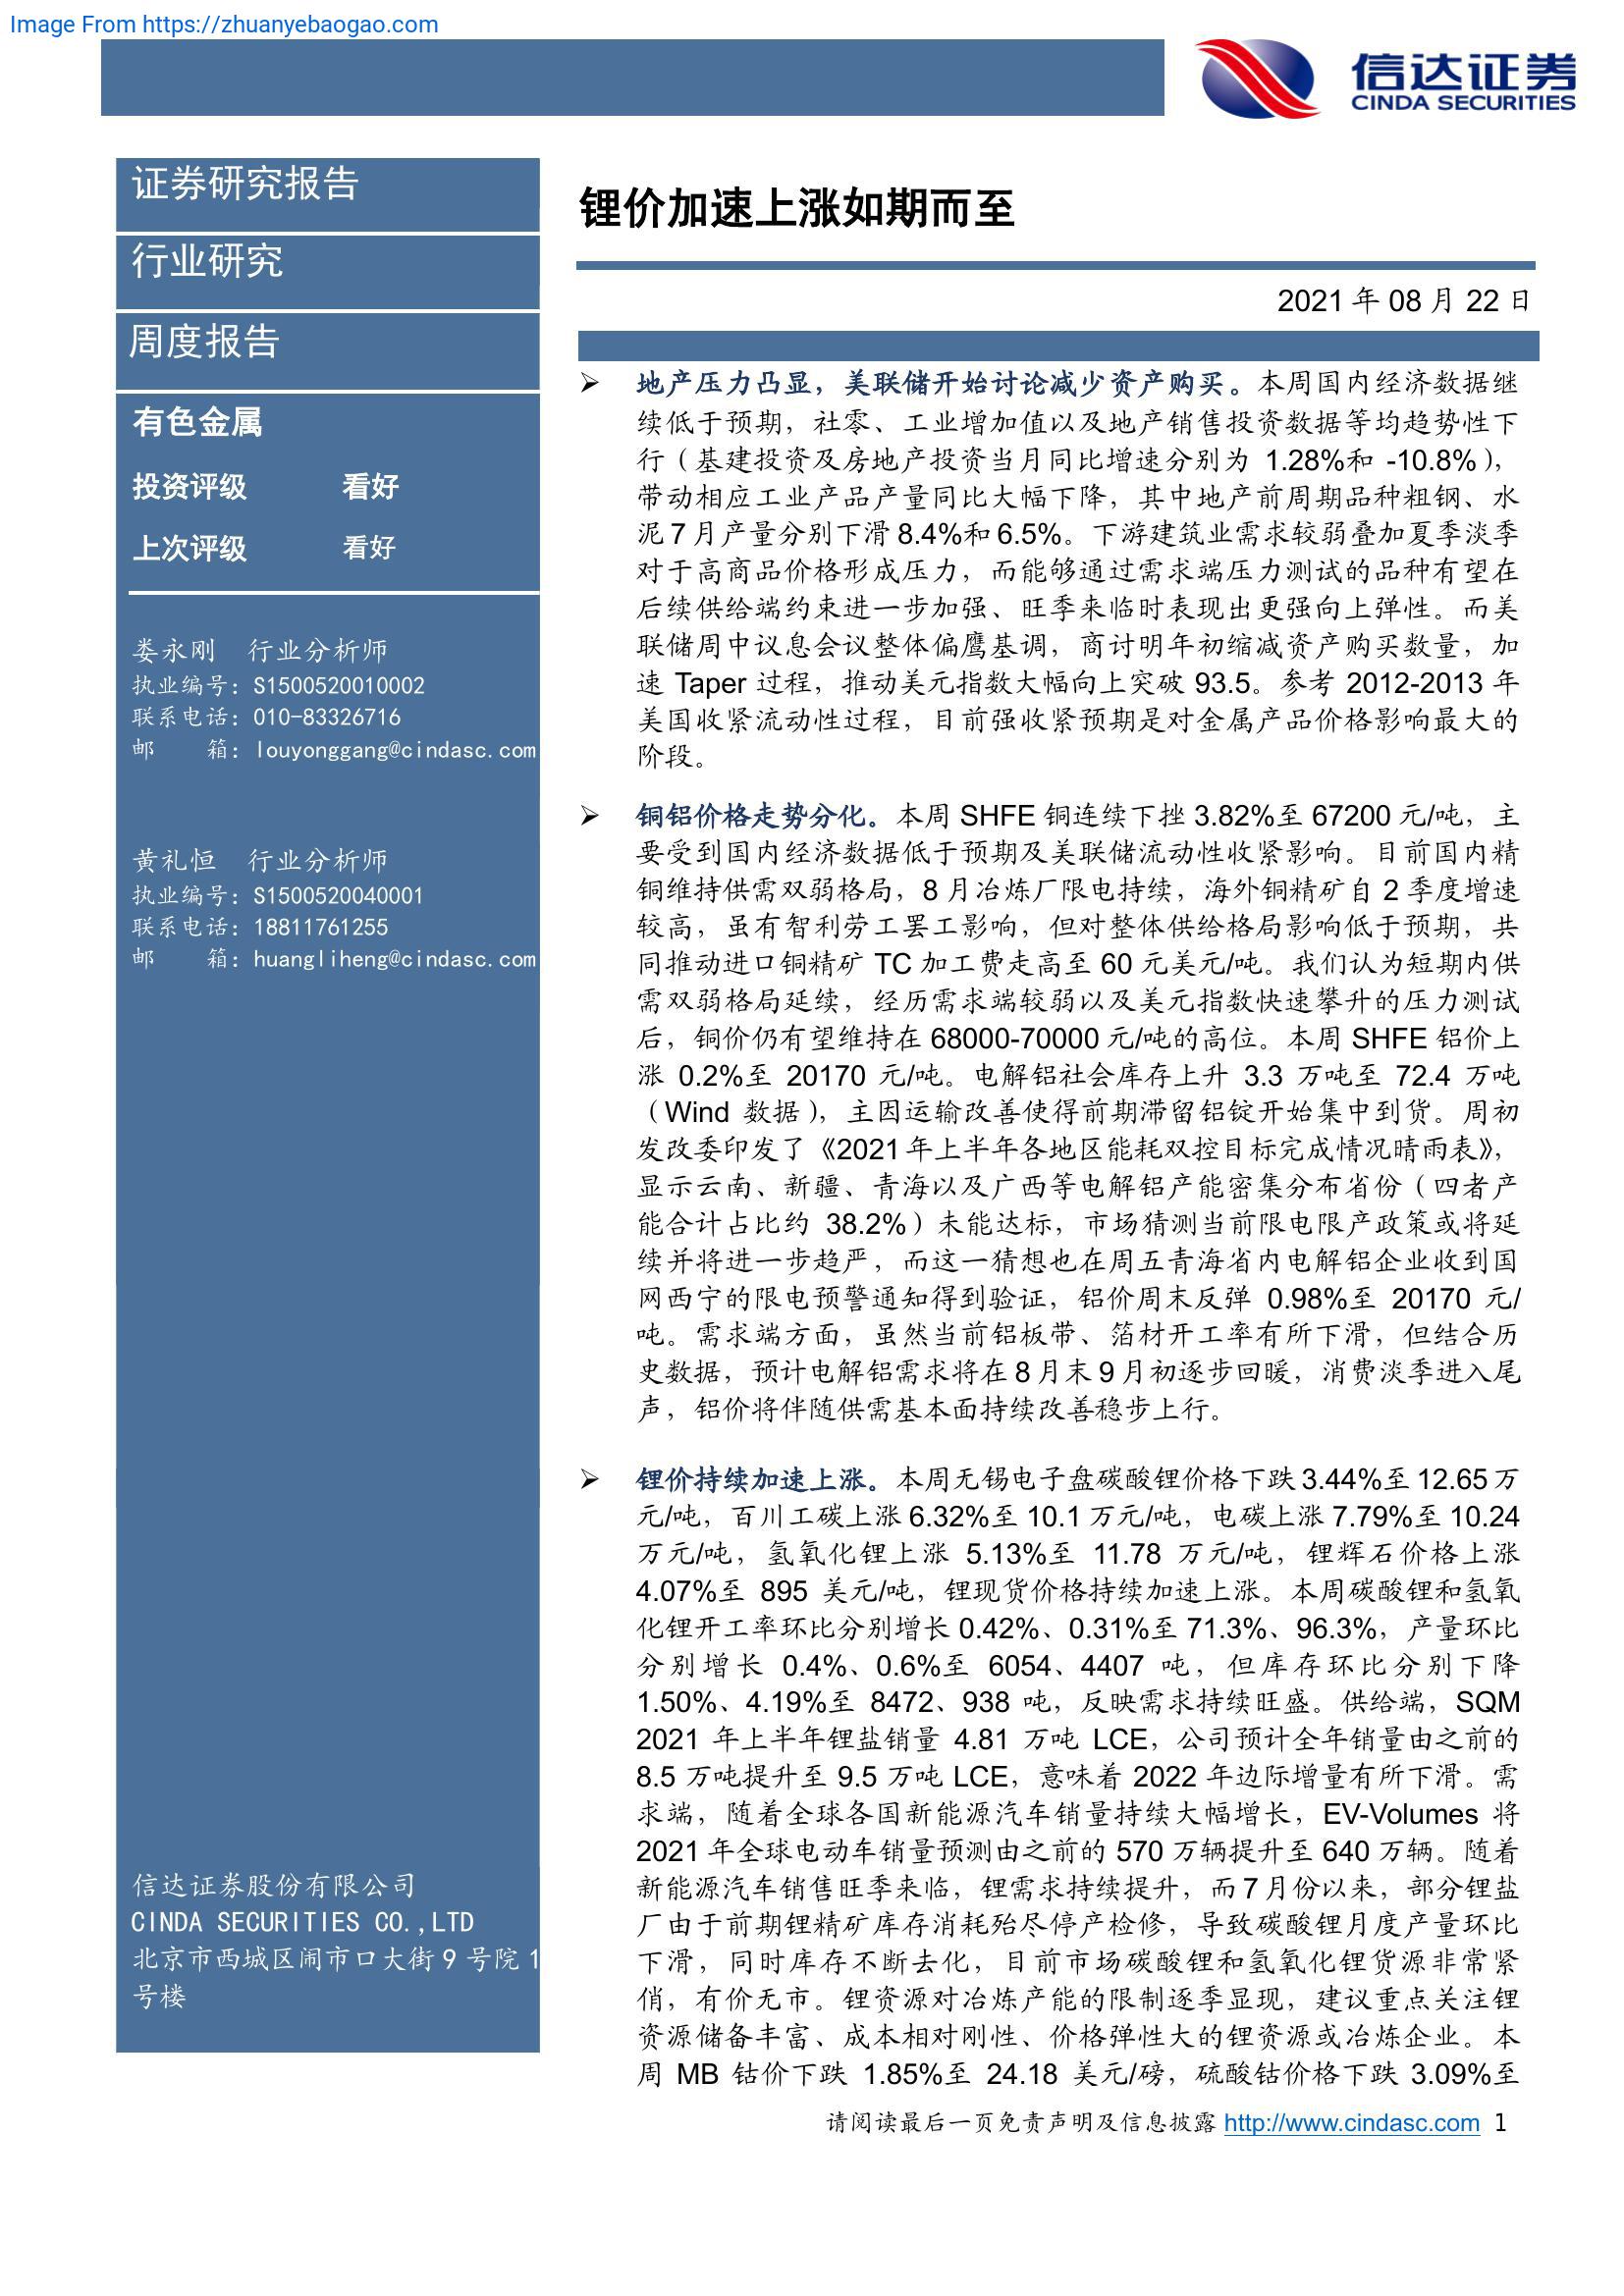 Image From https://zhuanyebaogao.com
信达证券
CINDA SECURITIES
证券研究报告
行业研究
周度报告
有色金属
投资评级 看好
上次评级 看好
娄永刚 行业分析师
执业编号：S1500520010002
联系电话：010-83326716
邮 箱：louyonggang@cindasc.com
黄礼恒 行业分析师
执业编号：S1500520040001
联系电话：18811761255
邮 箱：huangliheng@cindasc.com
信达证券股份有限公司
CINDA SECURITIES CO.,LTD
北京市西城区闹市口大街9号院1
号楼
锂价加速上涨如期而至
2021 年 08 月 22 日
➢ 地产压力凸显，美联储开始讨论减少资产购买。本周国内经济数据继
续低于预期，社零、工业增加值以及地产销售投资数据等均趋势性下
行（基建投资及房地产投资当月同比增速分别为 1.28%和 -10.8%），
带动相应工业产品产量同比大幅下降，其中地产前周期品种粗钢、水
泥 7 月产量分别下滑 8.4%和 6.5%。下游建筑业需求较弱叠加夏季淡季
对于高商品价格形成压力，而能够通过需求端压力测试的品种有望在
后续供给端约束进一步加强、旺季来临时表现出更强向上弹性。而美
联储周中议息会议整体偏鹰基调，商讨明年初缩减资产购买数量，加
速 Taper 过程，推动美元指数大幅向上突破 93.5。参考 2012-2013 年
美国收紧流动性过程，目前强收紧预期是对金属产品价格影响最大的
阶段。
➢ 铜铝价格走势分化。本周 SHFE 铜连续下挫 3.82%至 67200 元/吨，主
要受到国内经济数据低于预期及美联储流动性收紧影响。目前国内精
铜维持供需双弱格局，8 月冶炼厂限电持续，海外铜精矿自 2 季度增速
较高，虽有智利劳工罢工影响，但对整体供给格局影响低于预期，共
同推动进口铜精矿 TC 加工费走高至 60 元美元/吨。我们认为短期内供
需双弱格局延续，经历需求端较弱以及美元指数快速攀升的压力测试
后，铜价仍有望维持在 68000-70000 元/吨的高位。本周 SHFE 铝价上
涨 0.2%至 20170 元/吨。电解铝社会库存上升 3.3 万吨至 72.4 万吨
（Wind 数据），主因运输改善使得前期滞留铝锭开始集中到货。周初
发改委印发了《2021 年上半年各地区能耗双控目标完成情况晴雨表》，
显示云南、新疆、青海以及广西等电解铝产能密集分布省份（四者产
能合计占比约 38.2%）未能达标，市场猜测当前限电限产政策或将延
续并将进一步趋严，而这一猜想也在周五青海省内电解铝企业收到国
网西宁的限电预警通知得到验证，铝价周末反弹 0.98%至 20170 元/
吨。需求端方面，虽然当前铝板带、箔材开工率有所下滑，但结合历
史数据，预计电解铝需求将在 8 月末 9 月初逐步回暖，消费淡季进入尾
声，铝价将伴随供需基本面持续改善稳步上行。
➢ 锂价持续加速上涨。本周无锡电子盘碳酸锂价格下跌 3.44%至 12.65 万
元/吨，百川工碳上涨 6.32%至 10.1 万元/吨，电碳上涨 7.79%至 10.24
万元/吨，氢氧化锂上涨 5.13%至 11.78 万元/吨，锂辉石价格上涨
4.07%至 895 美元/吨，锂现货价格持续加速上涨。本周碳酸锂和氢氧
化锂开工率环比分别增长 0.42%、0.31%至 71.3%、96.3%，产量环比
分别增长 0.4%、0.6%至 6054、4407 吨，但库存环比分别下降
1.50%、4.19%至 8472、938 吨，反映需求持续旺盛。供给端，SQM
2021 年上半年锂盐销量 4.81 万吨 LCE，公司预计全年销量由之前的
8.5 万吨提升至 9.5 万吨 LCE，意味着 2022 年边际增量有所下滑。需
求端，随着全球各国新能源汽车销量持续大幅增长，EV-Volumes 将
2021 年全球电动车销量预测由之前的 570 万辆提升至 640 万辆。随着
新能源汽车销售旺季来临，锂需求持续提升，而 7 月份以来，部分锂盐
厂由于前期锂精矿库存消耗殆尽停产检修，导致碳酸锂月度产量环比
下滑，同时库存不断去化，目前市场碳酸锂和氢氧化锂货源非常紧
俏，有价无市。锂资源对冶炼产能的限制逐季显现，建议重点关注锂
资源储备丰富、成本相对刚性、价格弹性大的锂资源或冶炼企业。本
周 MB 钴价下跌 1.85%至 24.18 美元/磅，硫酸钴价格下跌 3.09%至
请阅读最后一页免责声明及信息披露 http://www.cindasc.com 1